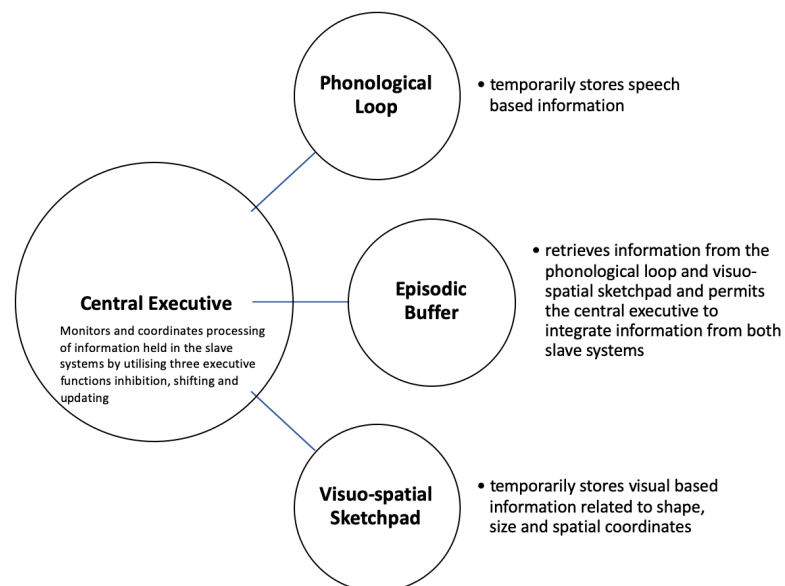 Phonological
Loop
• temporarily stores speech
based information
Central Executive
Monitors and coordinates processing
of information held in the slave
systems by utilising three executive
functions inhibition, shifting and
updating
Episodic
Buffer
• retrieves information from the
phonological loop and visuo-
spatial sketchpad and permits
the central executive to
integrate information from both
slave systems
Visuo-spatial
Sketchpad
• temporarily stores visual based
information related to shape,
size and spatial coordinates